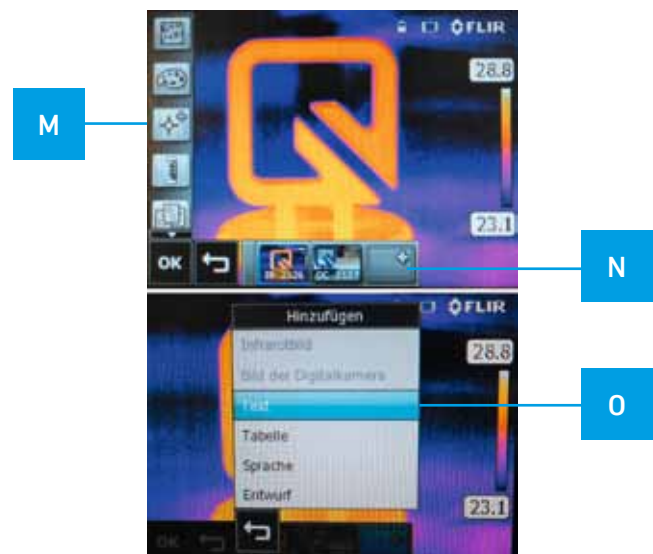 FLIR
28.8
M
23.1
OK
N
Hinzufügen
FLIR
Infrarotbild
28.8
Bild der Digitalkamera
Text
O
Tabelle
Sprache
Entwurf
23.1
OK